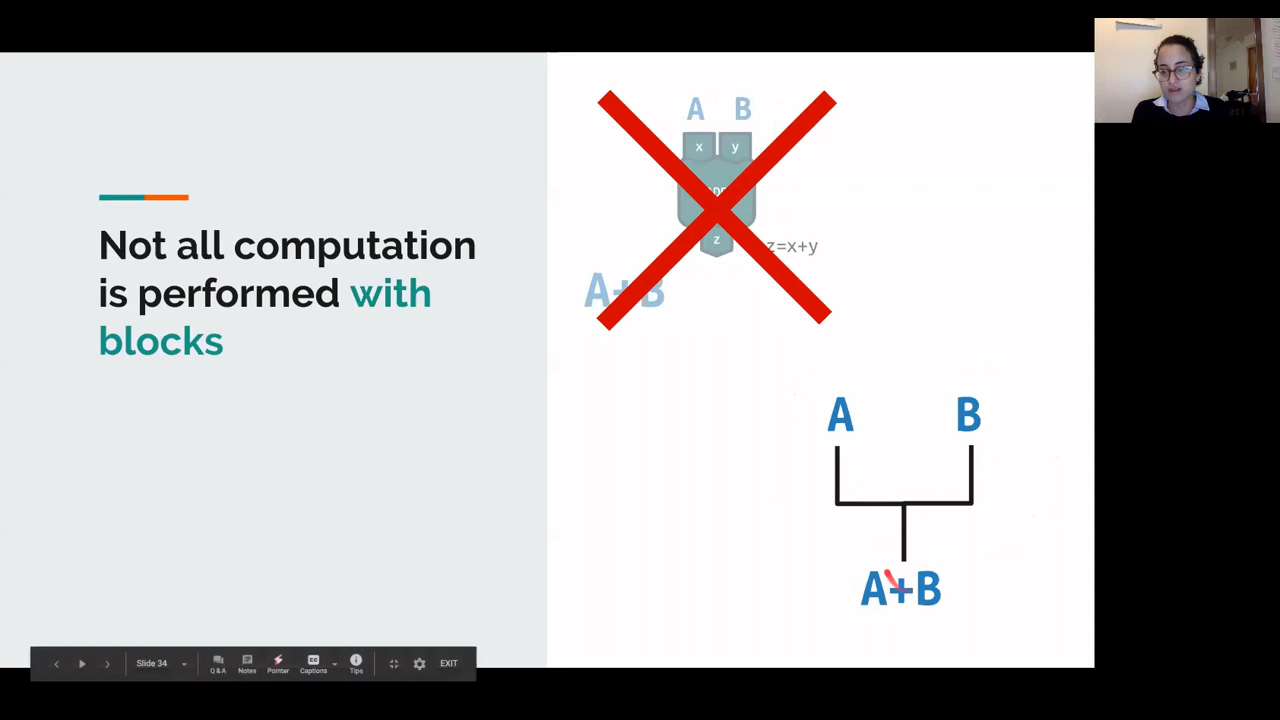 Not all computation
is performed with
blocks
A B
x y
z
z=x+y
A+B
A B
A+B
Slide 34
Q & A Notes Pointer Captions Tips
EXIT